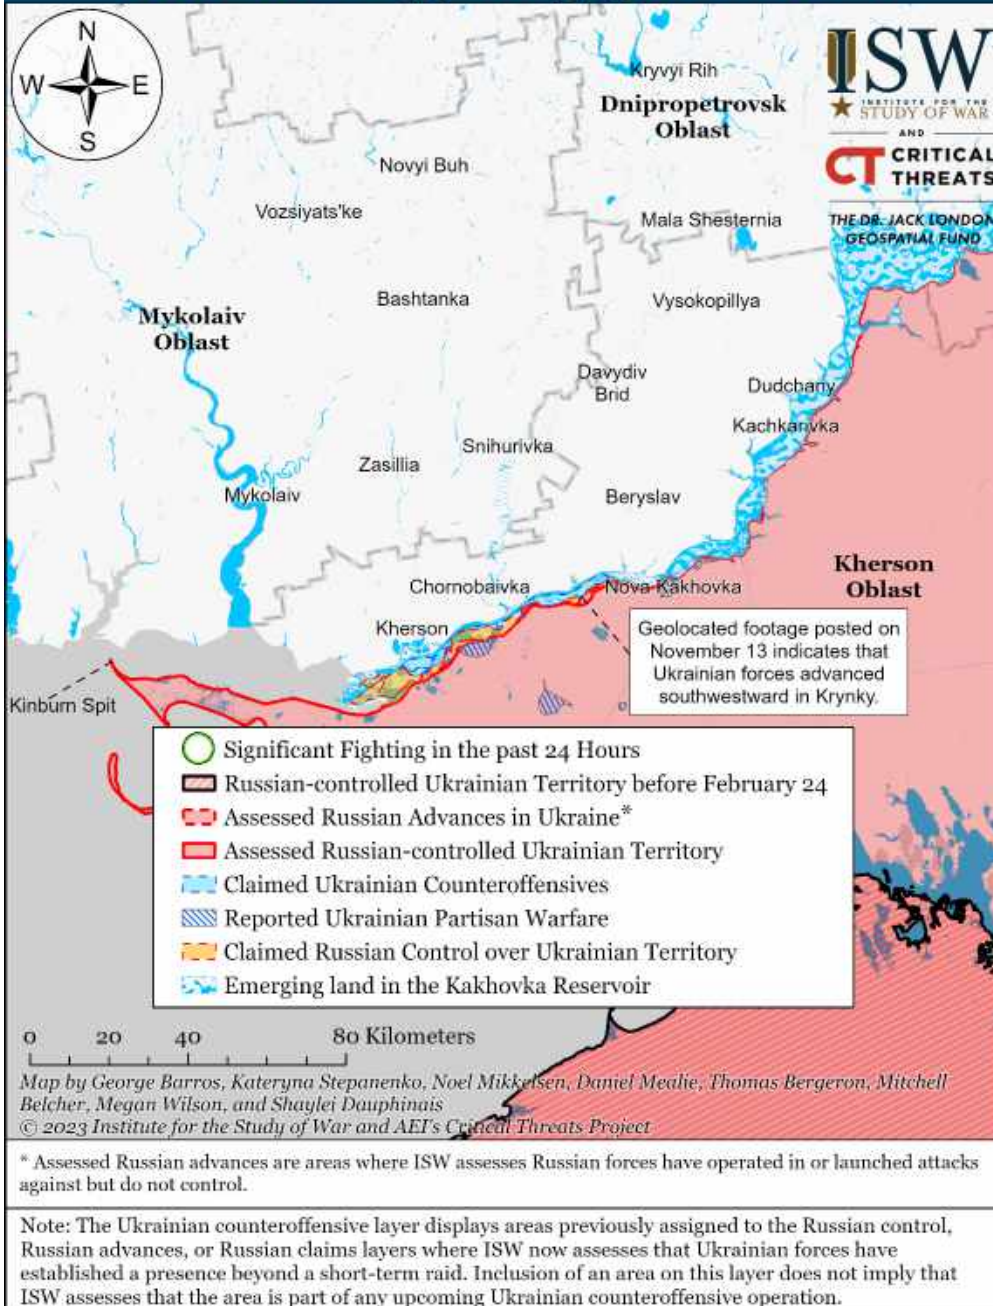 N
W
E
S
ISW
INSTITUTE FOR THE
STUDY OF WAR
AND
CT CRITICAL
THREATS
THE DR. JACK LONDON
GEOSPATIAL FUND
Kryvyi Rih
Dnipropetrovsk
Oblast
Novyi Buh
Vozsiyats'ke
Mala Shesternia
Bashtanka
Vysokopillya
Mykolaiv
Oblast
Davydiv
Brid
Dudchany
Kachkarivka
Snihurivka
Zasillia
Mykolaiv
Beryslav
Kherson
Oblast
Chornobaivka
Nova Kakhovka
Kherson
Geolocated footage posted on
November 13 indicates that
Ukrainian forces advanced
southwestward in Krynky.
Kinburn Spit
Significant Fighting in the past 24 Hours
Russian-controlled Ukrainian Territory before February 24
Assessed Russian Advances in Ukraine*
Assessed Russian-controlled Ukrainian Territory
Claimed Ukrainian Counteroffensives
Reported Ukrainian Partisan Warfare
Claimed Russian Control over Ukrainian Territory
Emerging land in the Kakhovka Reservoir
0 20 40 80 Kilometers
Map by George Barros, Kateryna Stepanenko, Noel Mikkelsen, Daniel Mealie, Thomas Bergeron, Mitchell
Belcher, Megan Wilson, and Shaylei Dauphinais
© 2023 Institute for the Study of War and AEI's Critical Threats Project
* Assessed Russian advances are areas where ISW assesses Russian forces have operated in or launched attacks
against but do not control.
Note: The Ukrainian counteroffensive layer displays areas previously assigned to the Russian control,
Russian advances, or Russian claims layers where ISW now assesses that Ukrainian forces have
established a presence beyond a short-term raid. Inclusion of an area on this layer does not imply that
ISW assesses that the area is part of any upcoming Ukrainian counteroffensive operation.